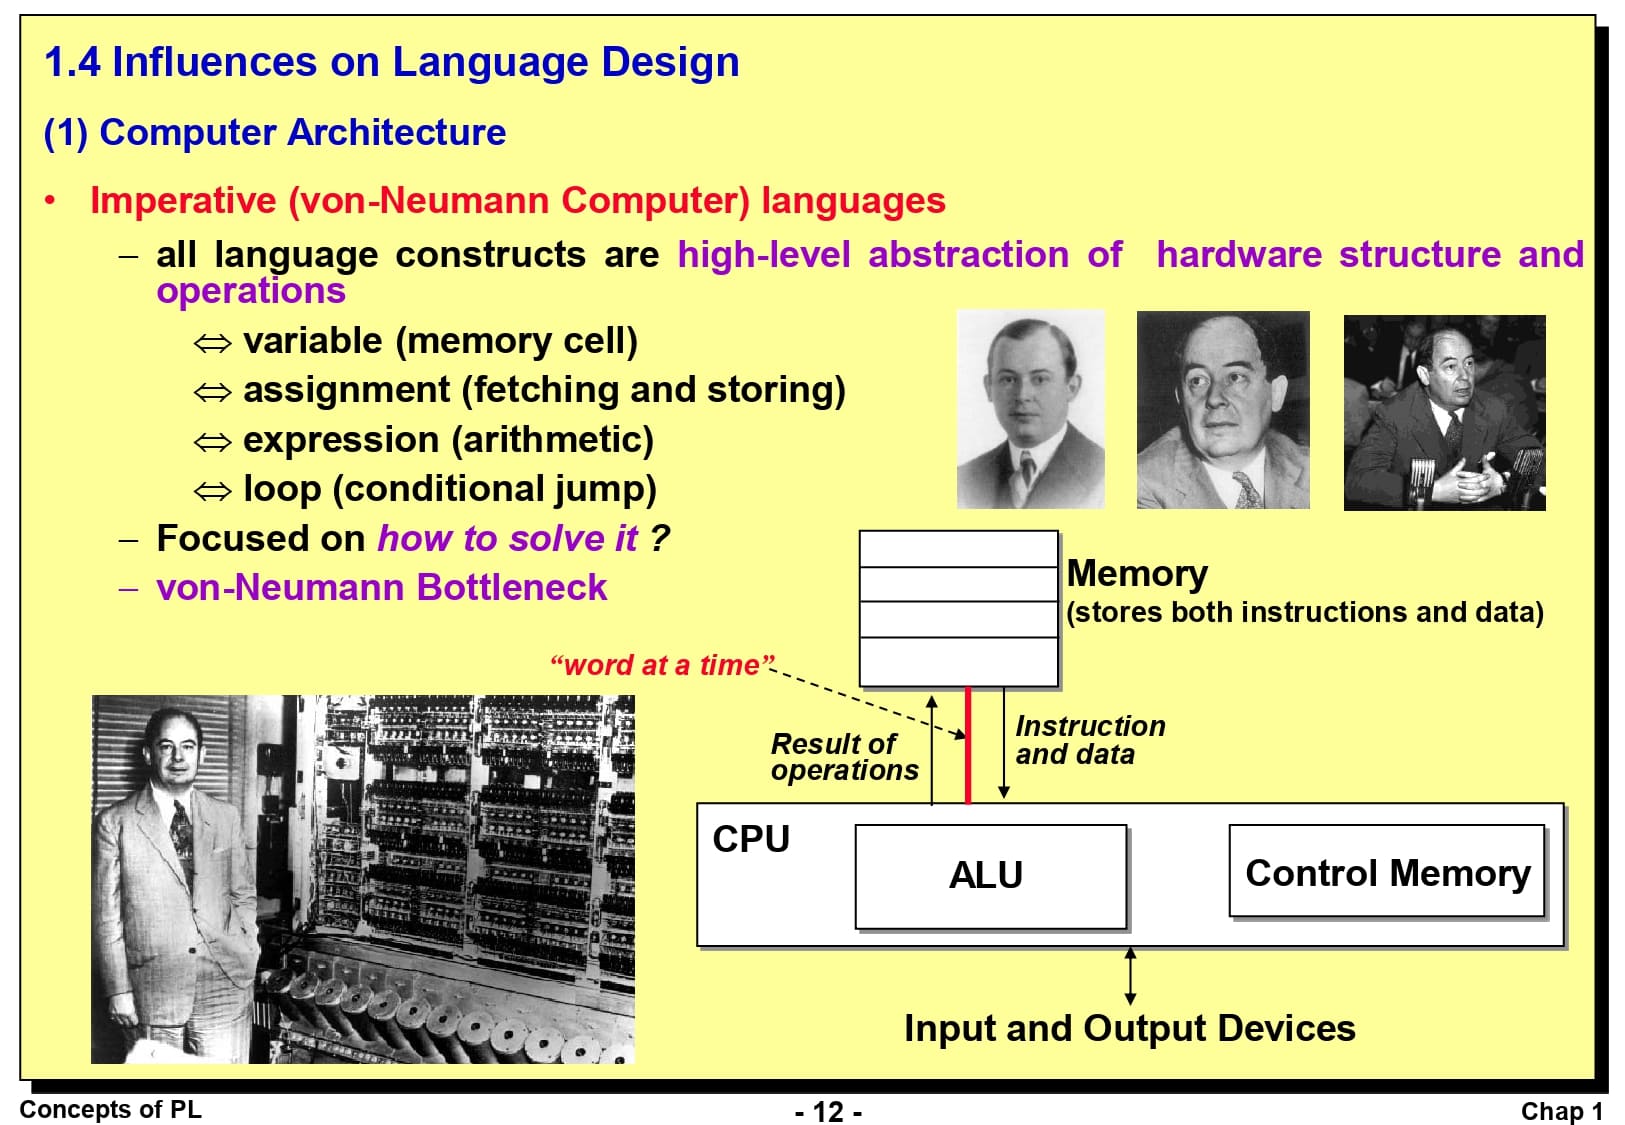 1.4 Influences on Language Design
(1) Computer Architecture
• Imperative (von-Neumann Computer) languages
– all language constructs are high-level abstraction of hardware structure and
operations
⇔ variable (memory cell)
⇔ assignment (fetching and storing)
⇔ expression (arithmetic)
⇔ loop (conditional jump)
– Focused on how to solve it ?
– von-Neumann Bottleneck
Memory
(stores both instructions and data)
“word at a time”
Result of
operations
Instruction
and data
CPU
ALU
Control Memory
Input and Output Devices
Concepts of PL
- 12 -
Chap 1